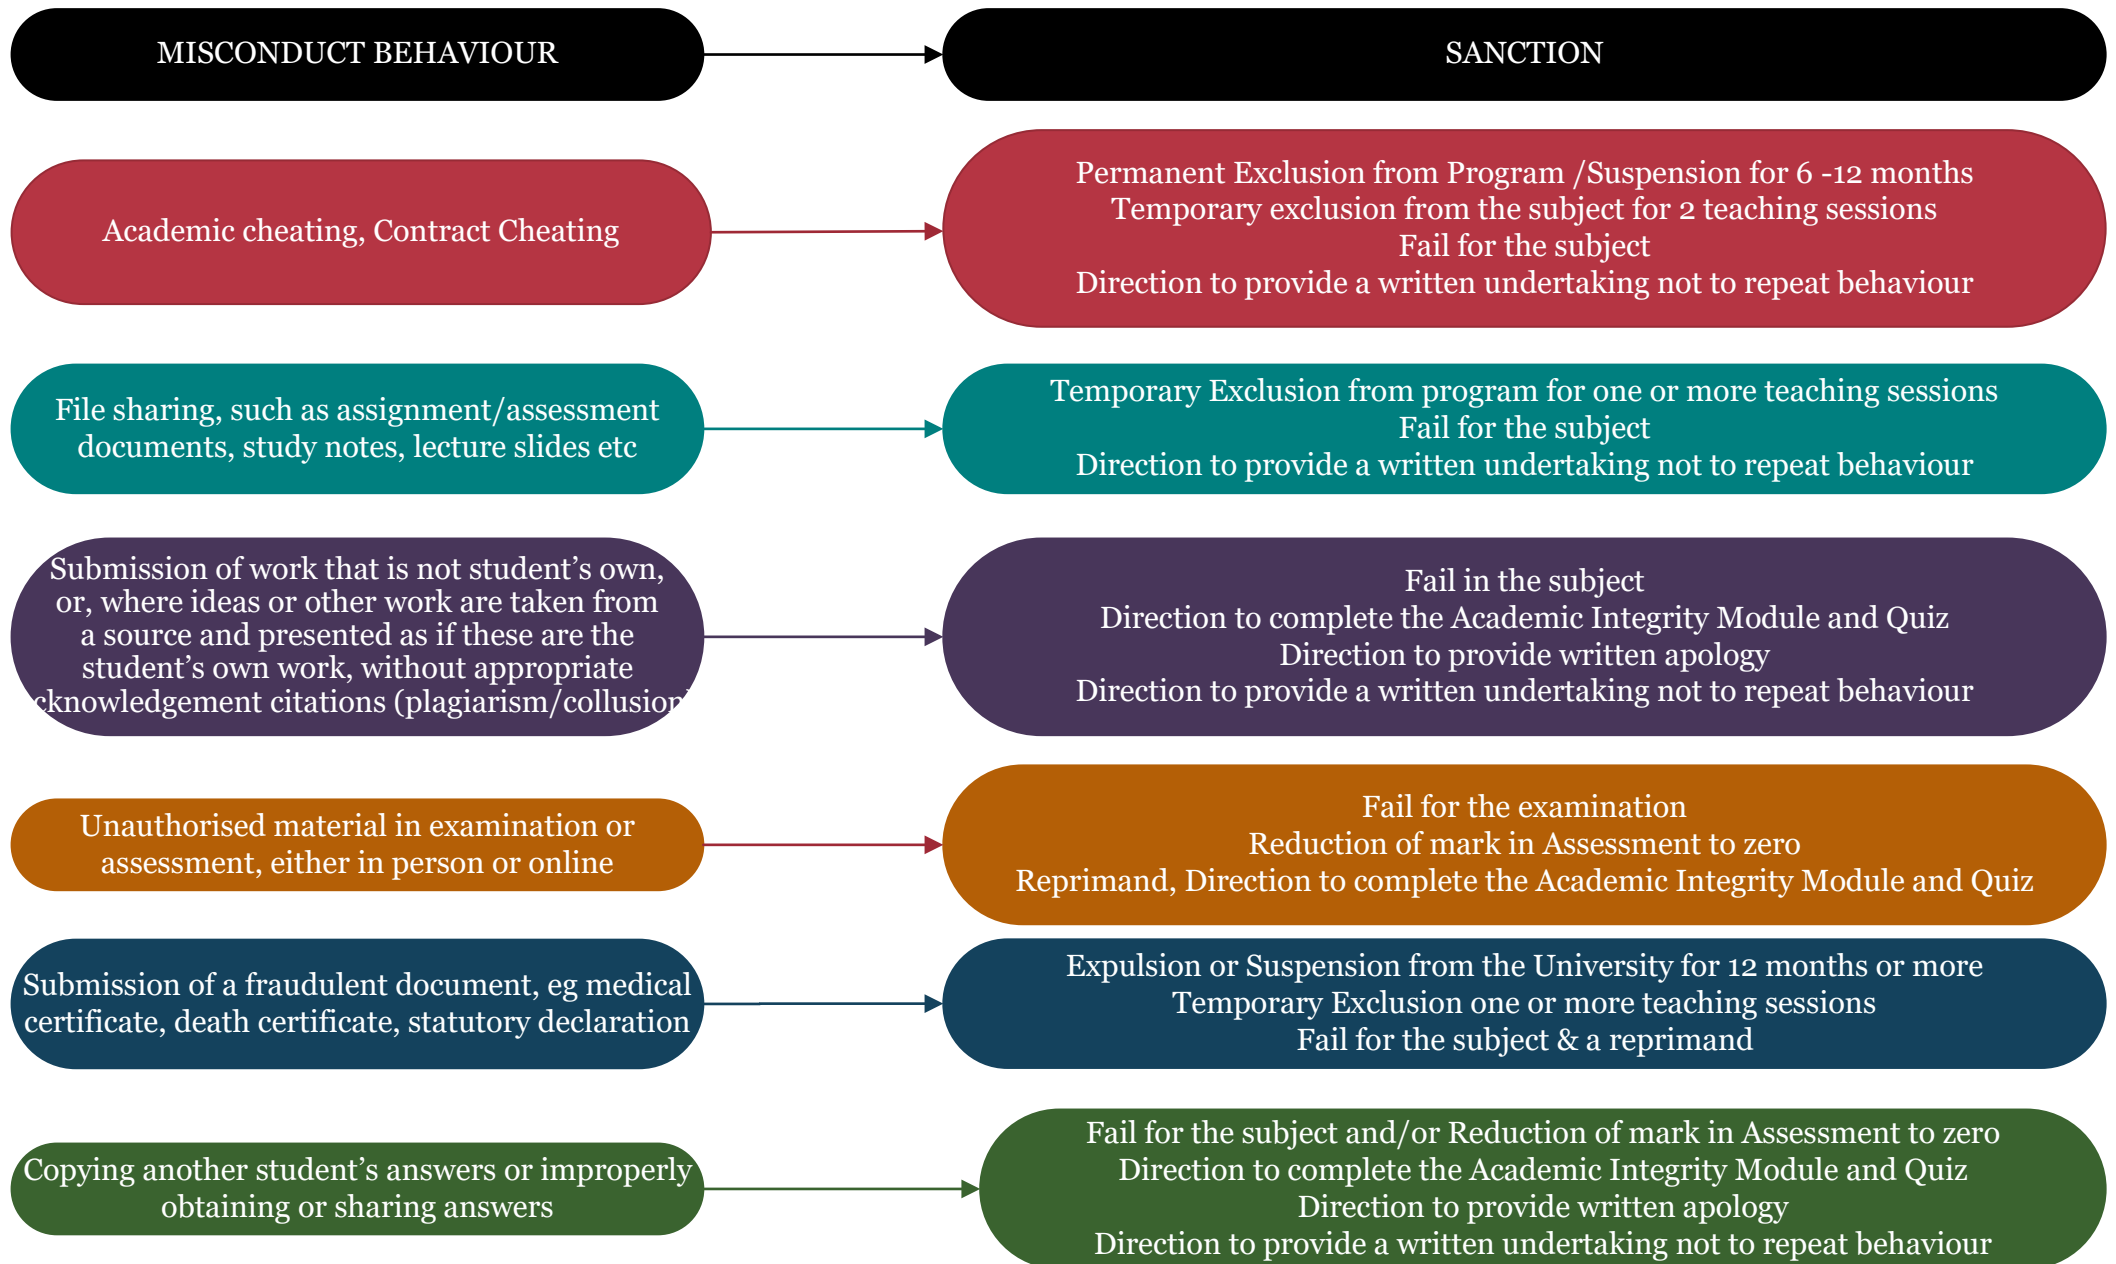 MISCONDUCT BEHAVIOUR
SANCTION
Academic cheating, Contract Cheating
Permanent Exclusion from Program /Suspension for 6 -12 months
Temporary exclusion from the subject for 2 teaching sessions
Fail for the subject
Direction to provide a written undertaking not to repeat behaviour
File sharing, such as assignment/assessment
documents, study notes, lecture slides etc
Temporary Exclusion from program for one or more teaching sessions
Fail for the subject
Direction to provide a written undertaking not to repeat behaviour
Submission of work that is not student’s own,
or, where ideas or other work are taken from
a source and presented as if these are the
student’s own work, without appropriate
cknowledgement citations (plagiarism/collusion)
Fail in the subject
Direction to complete the Academic Integrity Module and Quiz
Direction to provide written apology
Direction to provide a written undertaking not to repeat behaviour
Unauthorised material in examination or
assessment, either in person or online
Fail for the examination
Reduction of mark in Assessment to zero
Reprimand, Direction to complete the Academic Integrity Module and Quiz
Submission of a fraudulent document, eg medical
certificate, death certificate, statutory declaration
Expulsion or Suspension from the University for 12 months or more
Temporary Exclusion one or more teaching sessions
Fail for the subject & a reprimand
Copying another student’s answers or improperly
obtaining or sharing answers
Fail for the subject and/or Reduction of mark in Assessment to zero
Direction to complete the Academic Integrity Module and Quiz
Direction to provide written apology
Direction to provide a written undertaking not to repeat behaviour